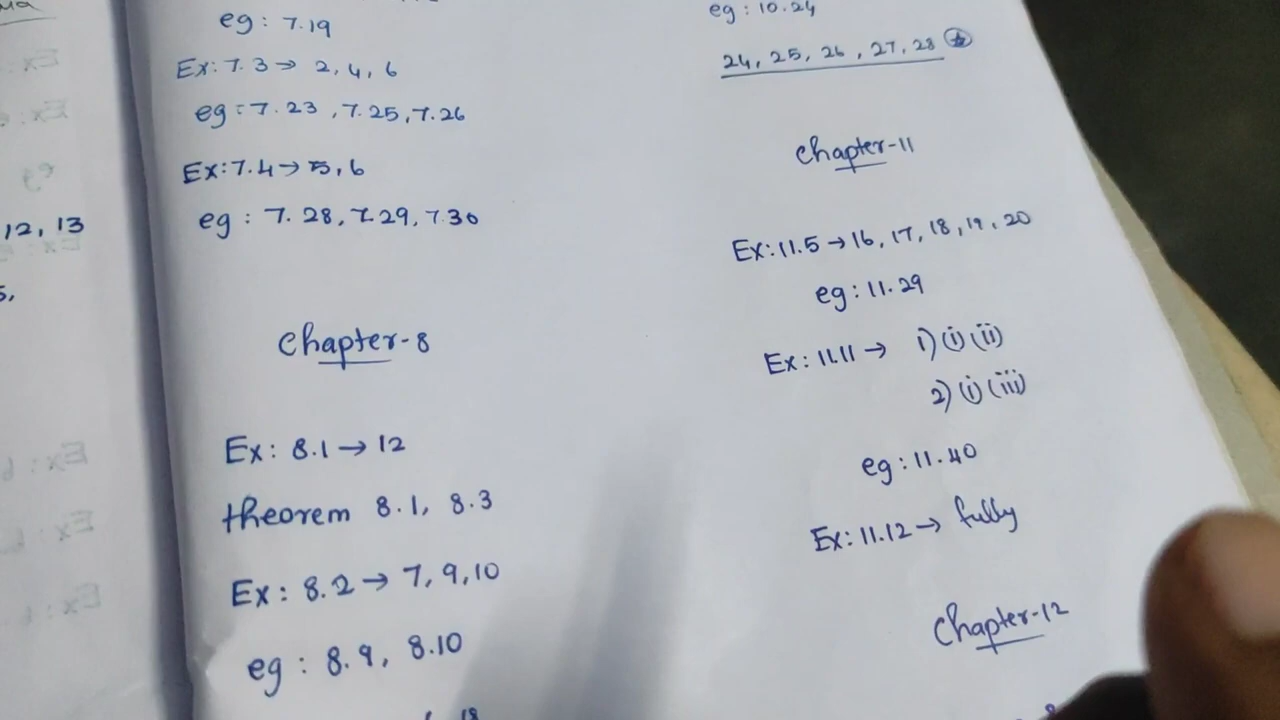 12, 13
eg : 7.19
Ex: 7.3 → 2, 4, 6
eg : 7.23, 7.25, 7.26
Ex: 7.4 → 5, 6
eg : 7.28, 7.29, 7.30
Chapter-8
Ex: 8.1 → 12
theorem 8.1, 8.3
Ex: 8.2 → 7, 9, 10
eg : 8.9, 8.10
eg : 10.24
24, 25, 26, 27, 28
Chapter-11
Ex: 11.5 → 16, 17, 18, 19, 20
eg : 11.29
Ex: 11.11 → 1) (i) (ii)
2) (i) (iii)
eg : 11.40
Ex: 11.12 → fully
Chapter-12